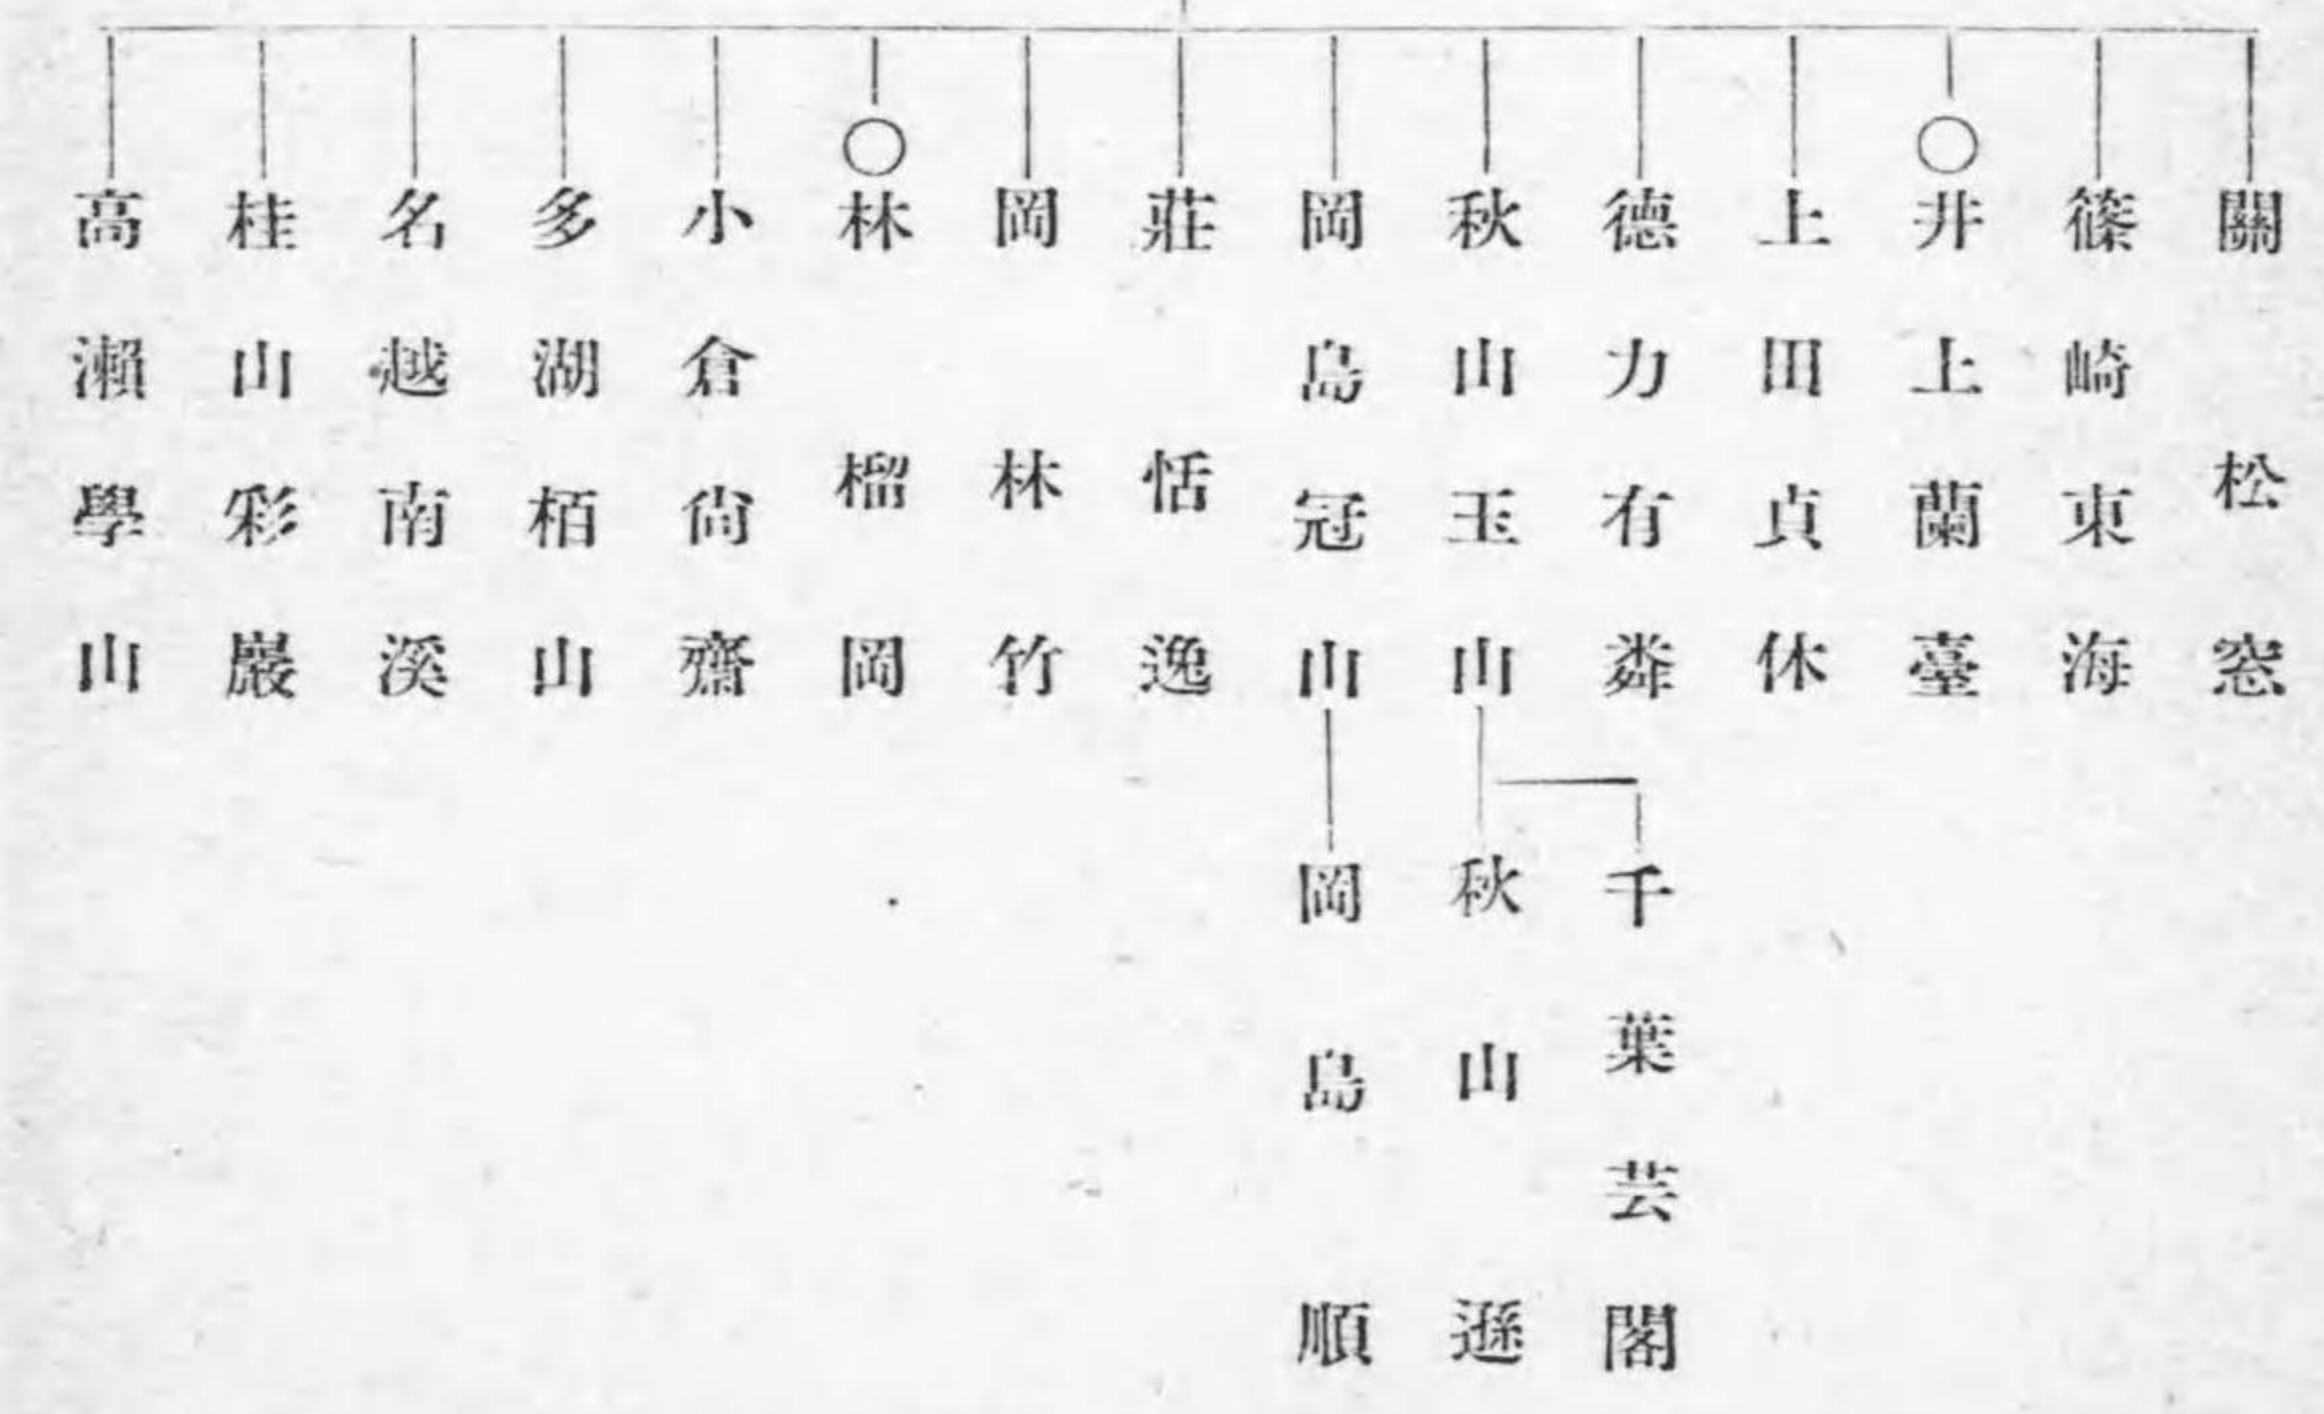 關松窓
篠崎東海
○井上蘭臺
上田貞休
德力有粦
千葉芸閣
秋山玉山
秋山遜
岡島冠山
岡島順
莊恬逸
岡林竹
○林榴岡
小倉尙齋
多湖栢山
名越南溪
桂山彩巖
高瀨學山